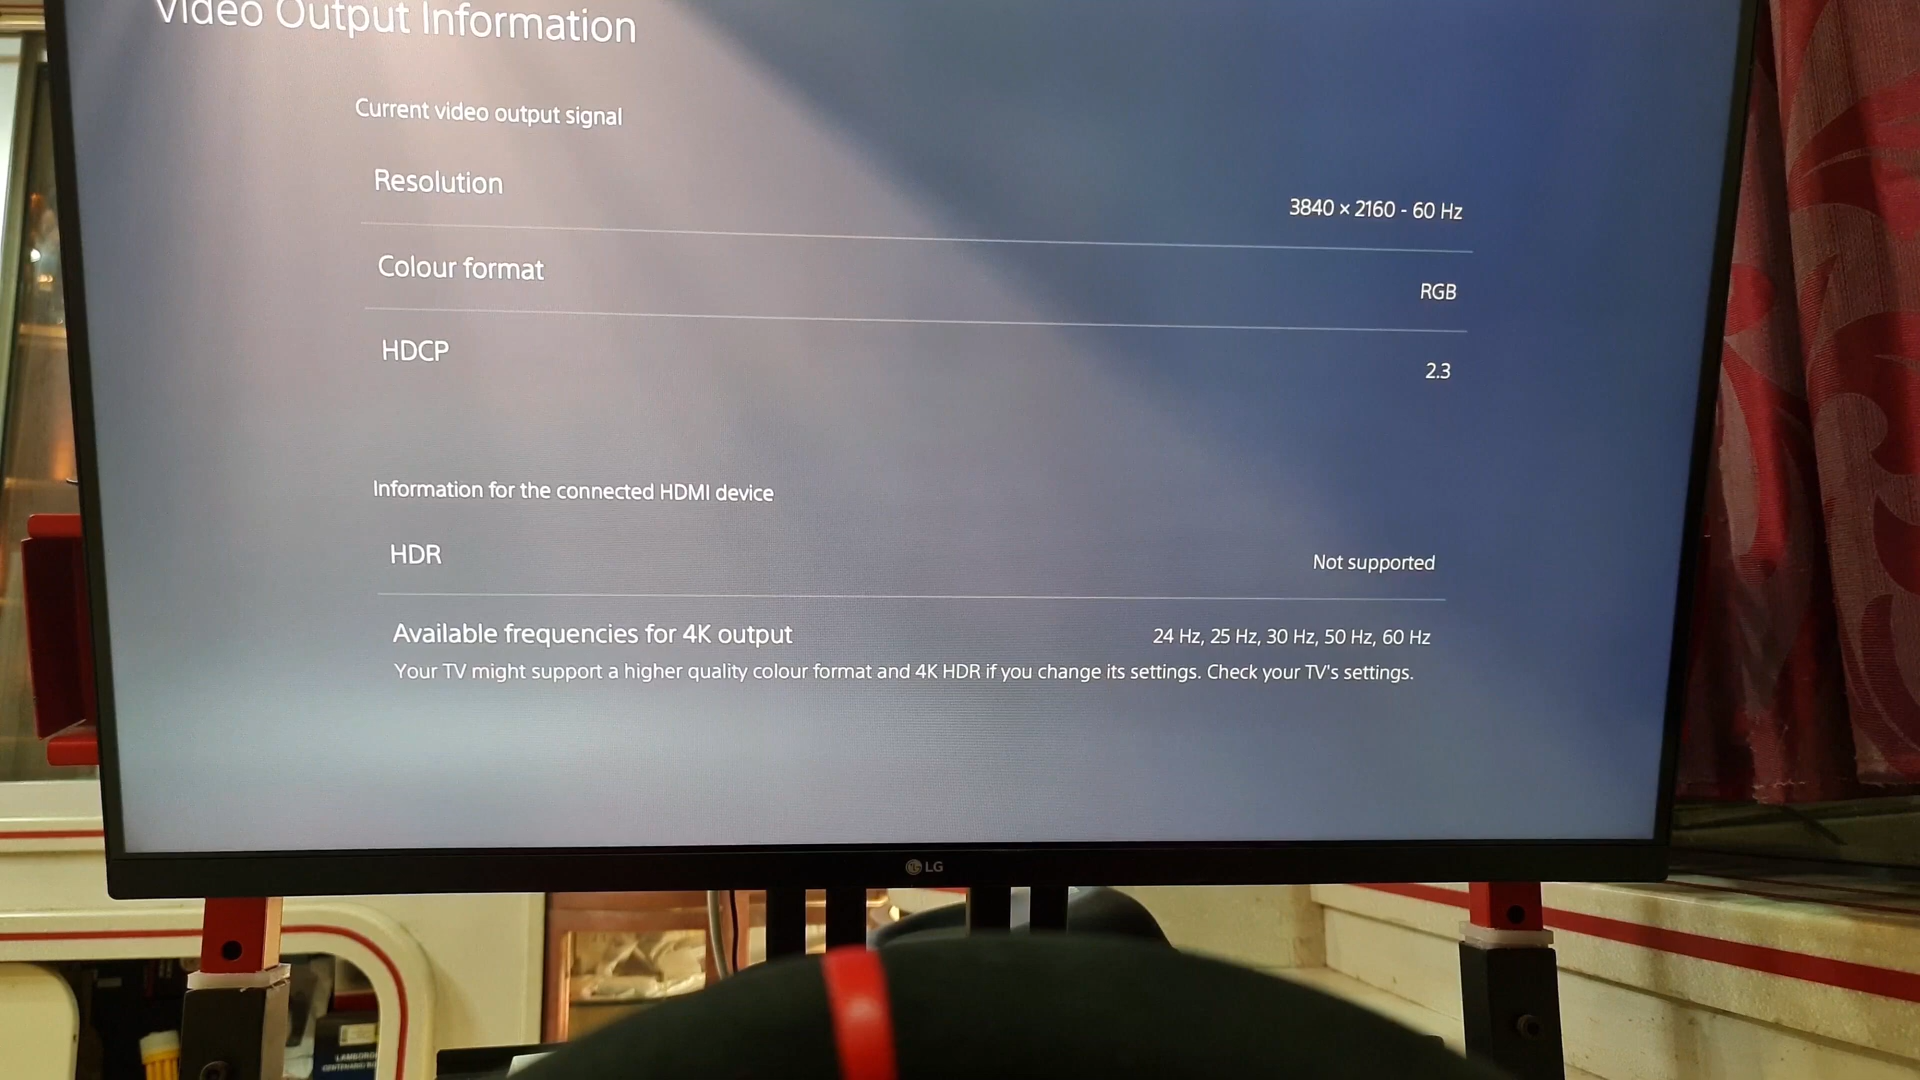 Video Output Information
Current video output signal
Resolution
3840 × 2160 - 60 Hz
Colour format
RGB
HDCP
2.3
Information for the connected HDMI device
HDR
Not supported
Available frequencies for 4K output
24 Hz, 25 Hz, 30 Hz, 50 Hz, 60 Hz
Your TV might support a higher quality colour format and 4K HDR if you change its settings. Check your TV's settings.
LG